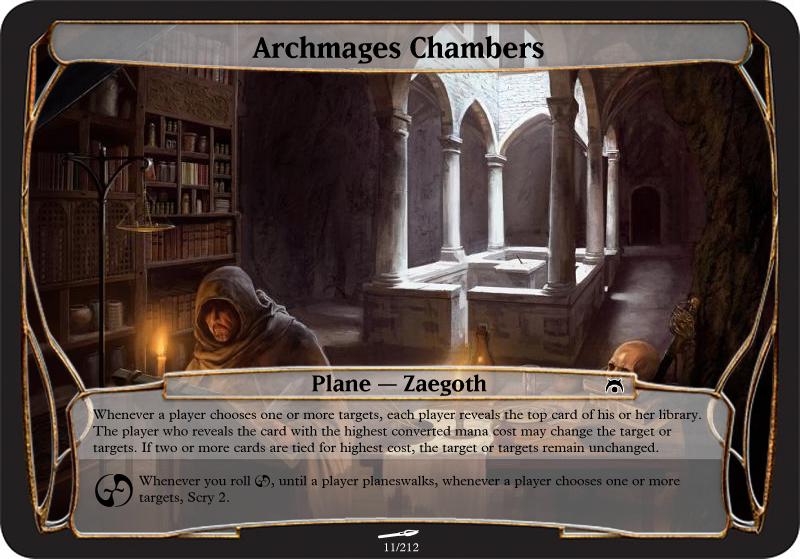 Archmages Chambers
Plane — Zaegoth
Whenever a player chooses one or more targets, each player reveals the top card of his or her library.
The player who reveals the card with the highest converted mana cost may change the target or
targets. If two or more cards are tied for highest cost, the target or targets remain unchanged.
Whenever you roll , until a player planeswalks, whenever a player chooses one or more
targets, Scry 2.
11/212